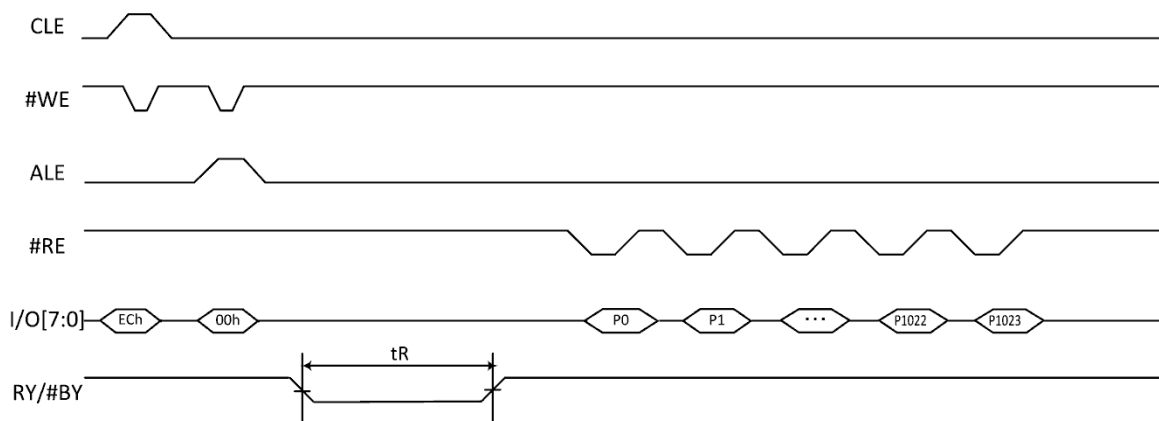 CLE
#WE
ALE
#RE
I/O[7:0] ECh 00h P0 P1 ... P1022 P1023
tR
RY/#BY